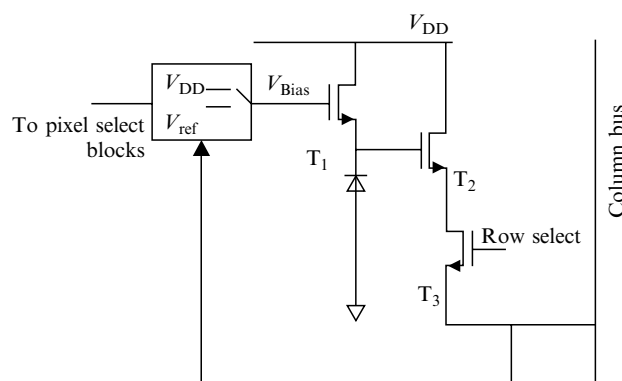 V_DD
V_DD
V_ref
V_Bias
To pixel select
blocks
T_1
T_2
Row select
T_3
Column bus